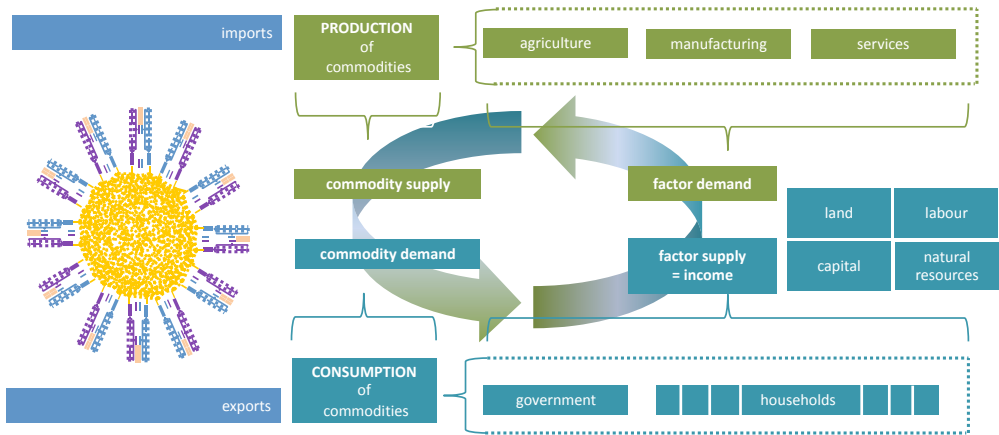 imports
PRODUCTION
of
commodities
agriculture
manufacturing
services
commodity supply
factor demand
land
labour
commodity demand
factor supply
= income
capital
natural
resources
CONSUMPTION
of
commodities
government
households
exports